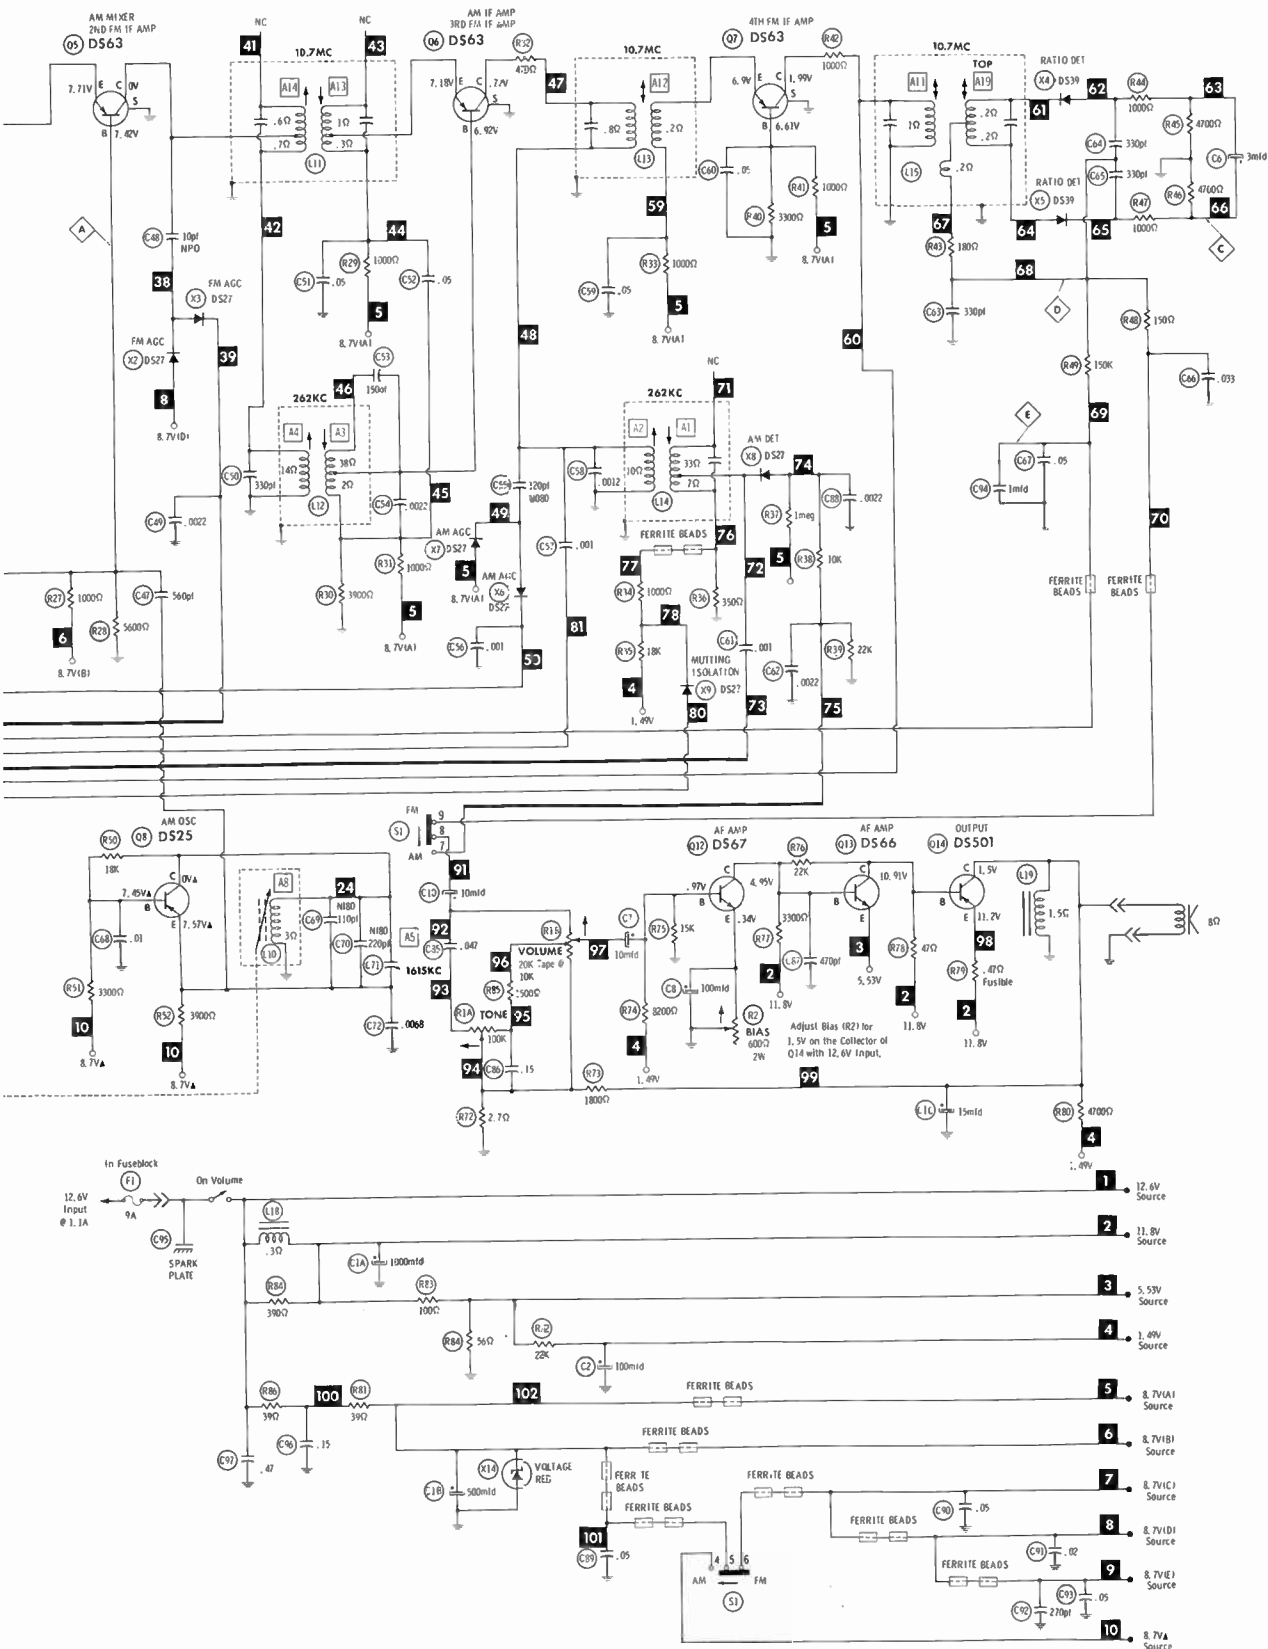 AM MIXER
2ND FM IF AMP
Q5 DS63
NC
NC
AM IF AMP
3RD FM IF AMP
Q6 DS63
4TH FM IF AMP
Q7 DS63
R42
1000Ω
41
10.7MC
43
R32
47
10.7MC
10.7MC
TOP
RATIO DET
X4 DS39
62
R44
1000Ω
63
7.71V
E
C
0V
S
B
7.42V
A14
A13
.6Ω
1Ω
.7Ω
.3Ω
L11
7.18V
E
C
S
B
6.92V
A12
.8Ω
.2Ω
L13
6.9V
E
C
1.99V
S
B
6.61V
A11
A19
1Ω
.2Ω
.2Ω
.2Ω
L15
61
C64
330pf
C65
330pf
R45
4700Ω
R46
4700Ω
C6
3mfd
RATIO DET
X5 DS39
R47
1000Ω
66
C
C60
.05
R41
1000Ω
R40
3300Ω
5
8.7V(A)
A
C48
10pf
NPO
42
44
59
67
64
65
R43
180Ω
68
D
38
FM AGC
X3 DS27
C51
.05
R29
1000Ω
C52
.05
5
8.7V(A)
C59
.05
R33
1000Ω
5
8.7V(A)
C63
330pf
R48
150Ω
FM AGC
X2 DS27
39
48
60
R49
150K
C66
.033
8
8.7V(D)
C53
46
262KC
NC
71
262KC
69
E
A4
A3
14Ω
38Ω
2Ω
L12
C50
330pf
C54
.0022
45
C58
.0012
A2
A1
10Ω
33Ω
7Ω
L14
AM DET
X8 DS27
74
C88
.0022
R37
1meg
5
R38
10K
C67
.05
C94
1mfd
70
C49
.0022
49
AM AGC
X7 DS27
5
8.7V(A)
AM AGC
X6
C57
.001
FERRITE BEADS
76
77
72
R34
1000Ω
R36
78
FERRITE
BEADS
FERRITE
BEADS
R27
1000Ω
6
8.7V(B)
R28
5600Ω
C47
560pf
R30
3900Ω
R31
1000Ω
5
8.7V(A)
C56
.001
50
81
R35
18K
4
1.49V
MUTTING
ISOLATION
X9 DS27
80
C61
.001
73
C62
.0022
R39
22K
75
AM OSC
Q8 DS25
R50
18K
7.45V▲
C
0V▲
B
E
7.57V▲
C68
.01
R51
3300Ω
10
8.7V▲
R52
3900Ω
10
8.7V▲
A8
3Ω
L10
24
N180
C69
110pf
N180
C70
220pf
C71
A5
1615KC
C72
.0068
FM
9
8
7
S1
AM
91
C1D
10mfd
92
C85
.047
93
96
R85
95
R1B
VOLUME
20K Tape @
10K
TONE
R1A
100K
94
C86
.15
R72
2.7Ω
R73
1800Ω
97
C7
10mfd
AF AMP
Q12 DS67
.97V
C
4.95V
B
E
.34V
R75
15K
R74
8200Ω
4
1.49V
C8
100mfd
R2
BIAS
600Ω
2W
R76
22K
3300Ω
R77
2
11.8V
C87
470pf
AF AMP
Q13 DS66
C
10.91V
B
E
3
5.53V
R78
47Ω
2
11.8V
OUTPUT
Q14 DS501
C
1.5V
B
E
11.2V
98
R79
.47Ω
Fusible
2
11.8V
L19
8Ω
Adjust Bias (R2) for
1.5V on the Collector of
Q14 with 12.6V Input.
99
15mfd
R80
4700Ω
4
In Fuseblock
F1
12.6V
Input
@ 1.1A
9A
C95
SPARK
PLATE
On Volume
L18
.3Ω
C1A
R84
390Ω
R83
100Ω
R84
56Ω
22K
C2
100mfd
R86
39Ω
100
R81
39Ω
C96
.15
C97
.47
102
FERRITE BEADS
FERRITE BEADS
C1B
500mfd
X14
VOLTAGE
REG
BEADS
FERRITE BEADS
FERRITE BEADS
FERRITE BEADS
FERRITE BEADS
101
C89
.05
4
5
6
AM
FM
S1
C90
.05
C91
.02
C92
270pf
C93
.05
1
12.6V
Source
2
11.8V
Source
3
5.53V
Source
4
1.49V
Source
5
8.7V(A)
Source
6
8.7V(B)
Source
7
8.7V(C)
Source
8
8.7V(D)
Source
9
8.7V(E)
Source
10
8.7V▲
Source